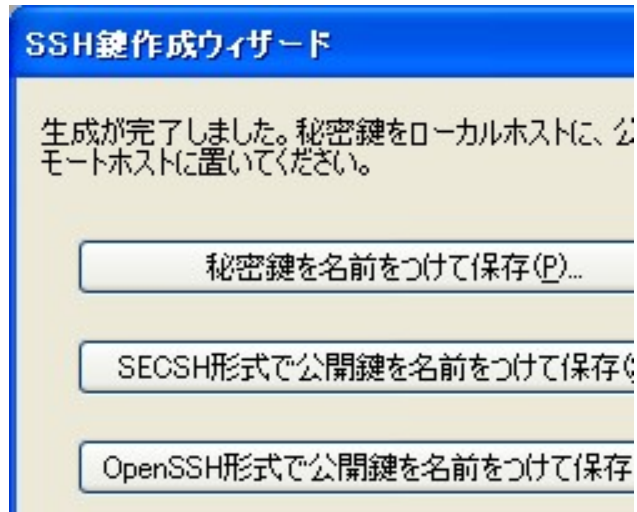 SSH鍵作成ウィザード
生成が完了しました。秘密鍵をローカルホストに、公
モートホストに置いてください。
秘密鍵を名前をつけて保存(P)...
SECSH形式で公開鍵を名前をつけて保存(
OpenSSH形式で公開鍵を名前をつけて保存